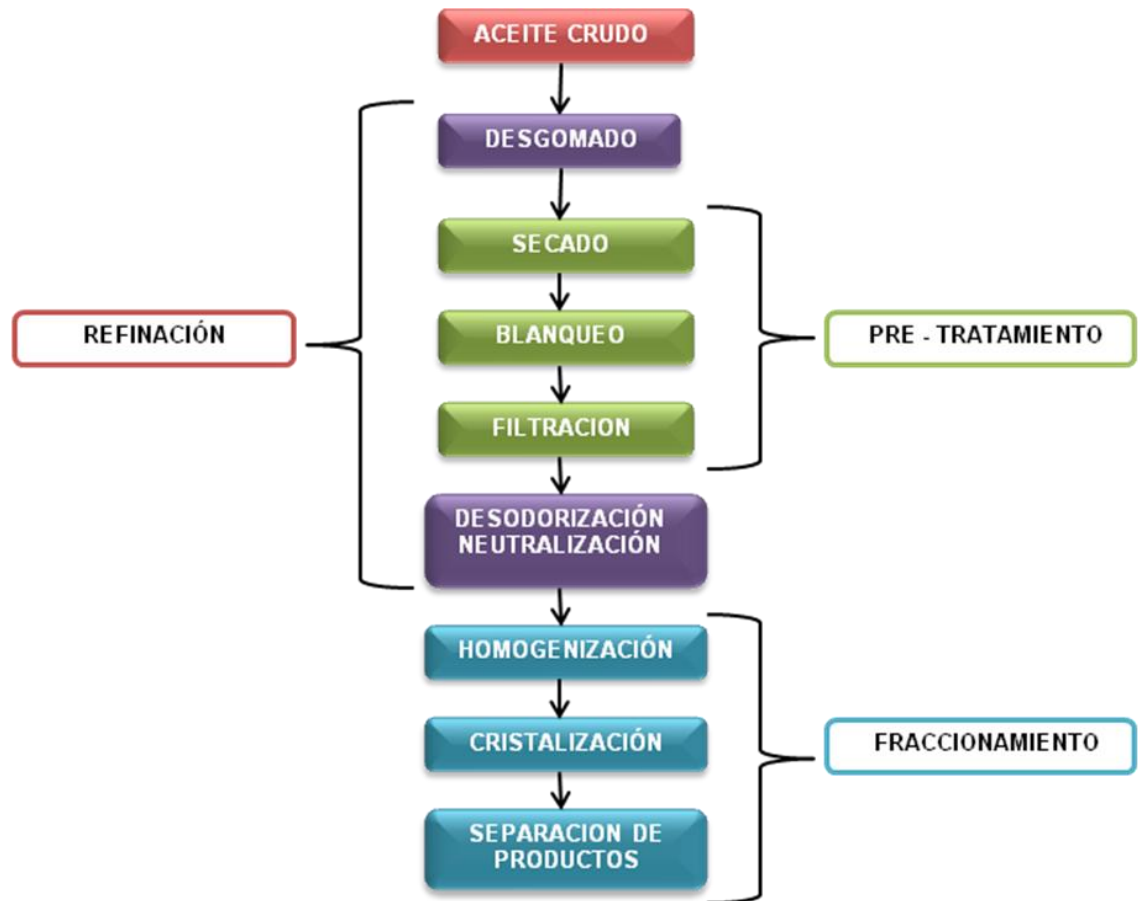 ACEITE CRUDO
DESGOMADO
SECADO
REFINACIÓN
BLANQUEO
PRE - TRATAMIENTO
FILTRACION
DESODORIZACIÓN
NEUTRALIZACIÓN
HOMOGENIZACIÓN
CRISTALIZACIÓN
FRACCIONAMIENTO
SEPARACION DE
PRODUCTOS